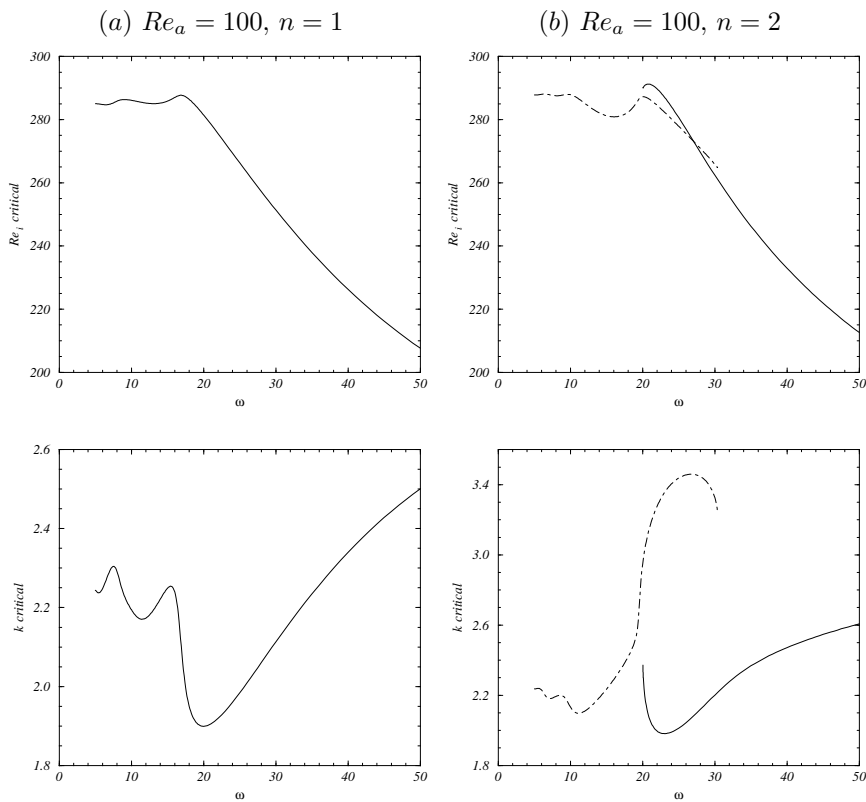 (a) Re_a = 100, n = 1
300
280
260
240
220
200
Re_i critical
0 10 20 30 40 50
ω
(b) Re_a = 100, n = 2
300
280
260
240
220
200
Re_i critical
0 10 20 30 40 50
ω
2.6
2.4
2.2
2.0
1.8
k critical
0 10 20 30 40 50
ω
3.4
3.0
2.6
2.2
1.8
k critical
0 10 20 30 40 50
ω